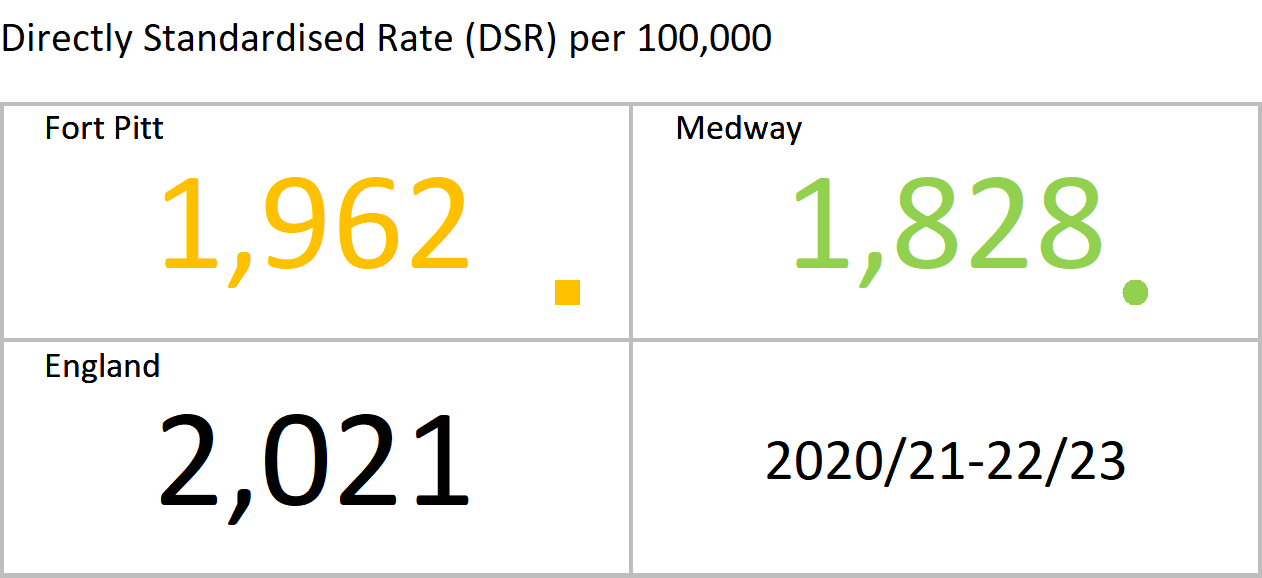 Directly Standardised Rate (DSR) per 100,000
Fort Pitt
1,962
Medway
1,828
England
2,021
2020/21-22/23